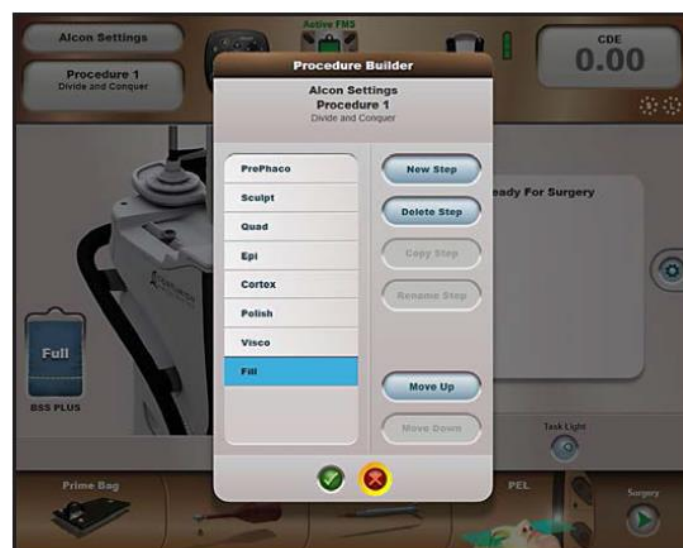 Alcon Settings
Procedure 1
Divide and Conquer
Active FMS
CDE
0.00
Procedure Builder
Alcon Settings
Procedure 1
Divide and Conquer
PrePhaco
Sculpt
Quad
Epi
Cortex
Polish
Visco
Fill
New Step
Delete Step
Copy Step
Rename Step
Move Up
Move Down
eady For Surgery
Full
BSS PLUS
Task Light
Prime Bag
PEL
Surgery